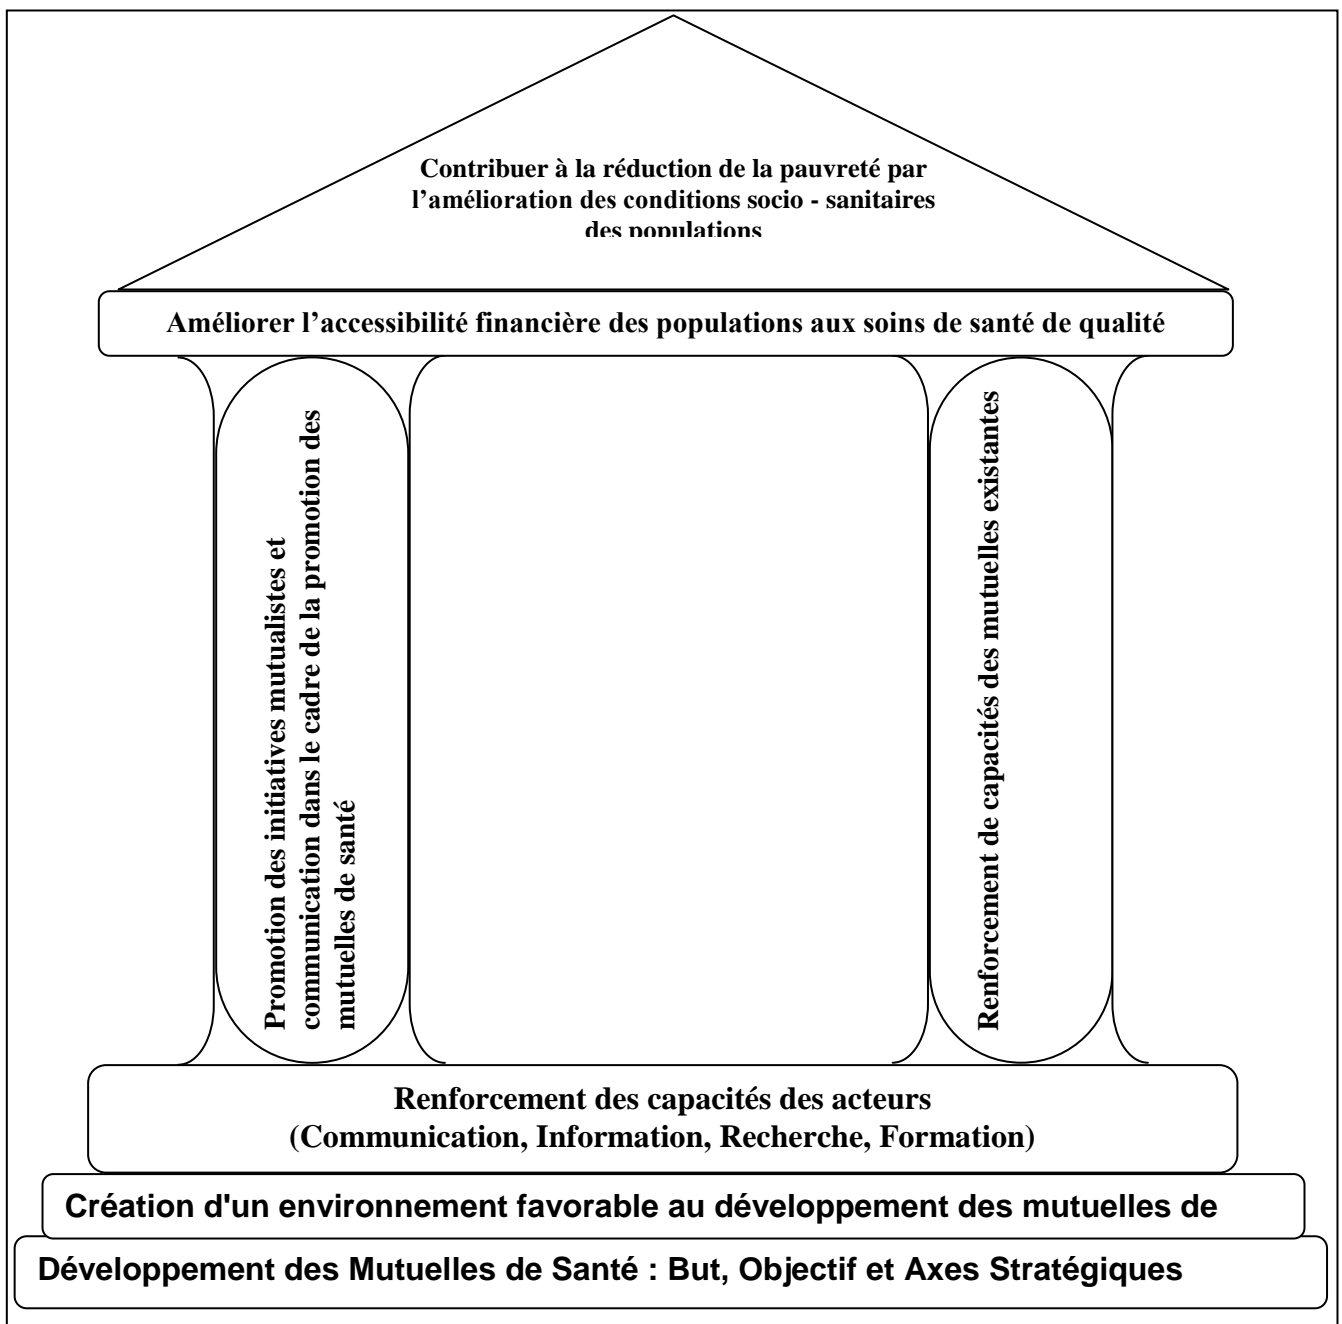 Contribuer à la réduction de la pauvreté par
l’amélioration des conditions socio - sanitaires
des populations
Améliorer l’accessibilité financière des populations aux soins de santé de qualité
Promotion des initiatives mutualistes et
communication dans le cadre de la promotion des
mutuelles de santé
Renforcement de capacités des mutuelles existantes
Renforcement des capacités des acteurs
(Communication, Information, Recherche, Formation)
Création d'un environnement favorable au développement des mutuelles de
Développement des Mutuelles de Santé : But, Objectif et Axes Stratégiques